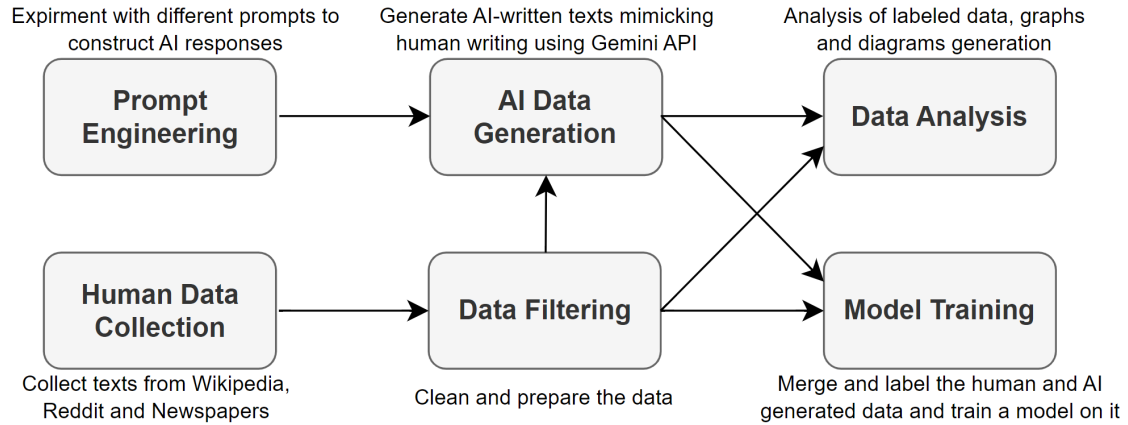 Expirment with different prompts to
construct AI responses
Generate AI-written texts mimicking
human writing using Gemini API
Analysis of labeled data, graphs
and diagrams generation
Prompt
Engineering
AI Data
Generation
Data Analysis
Human Data
Collection
Data Filtering
Model Training
Collect texts from Wikipedia,
Reddit and Newspapers
Clean and prepare the data
Merge and label the human and AI
generated data and train a model on it